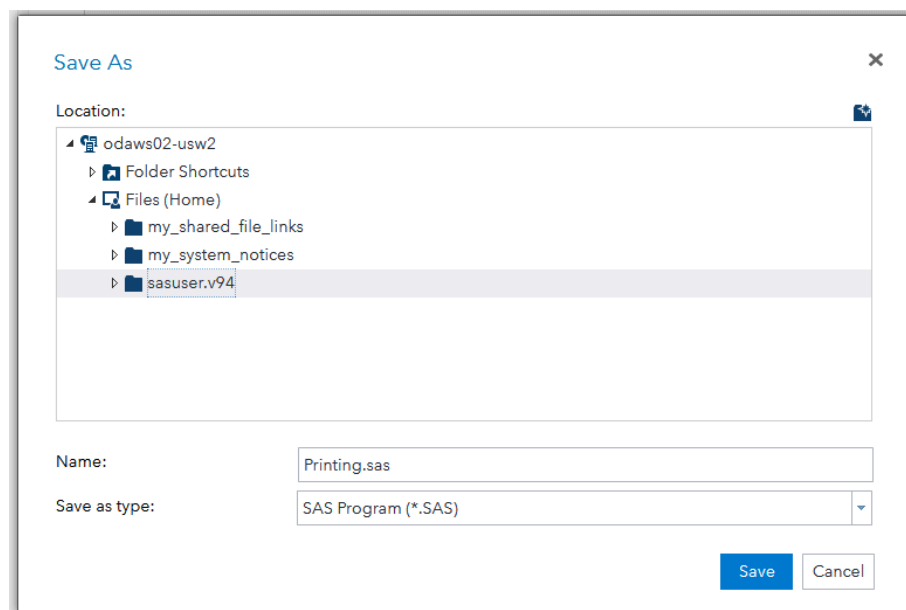 Save As
Location:
odaws02-usw2
Folder Shortcuts
Files (Home)
my_shared_file_links
my_system_notices
sasuser.v94
Name:
Printing.sas
Save as type:
SAS Program (*.SAS)
Save Cancel